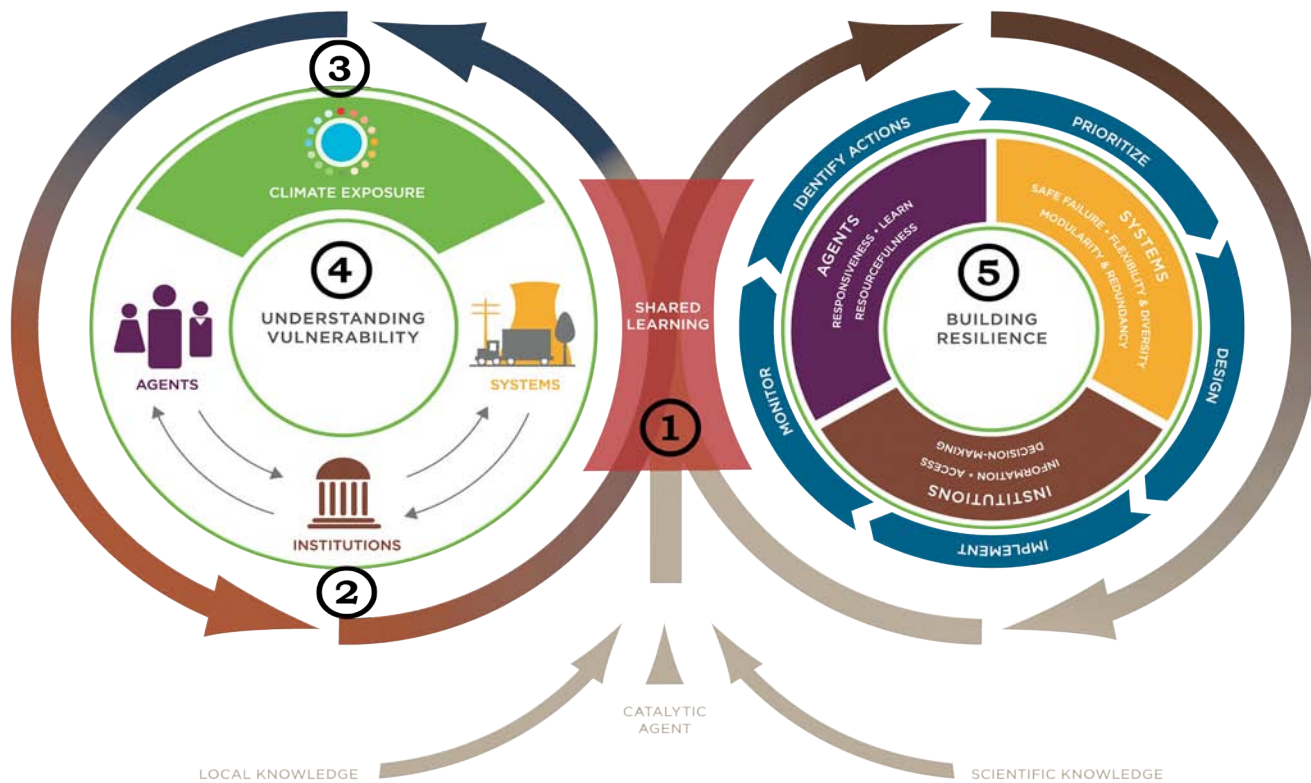 3
CLIMATE EXPOSURE
4
UNDERSTANDING
VULNERABILITY
AGENTS
SYSTEMS
INSTITUTIONS
2
SHARED
LEARNING
1
IDENTIFY ACTIONS
PRIORITIZE
DESIGN
IMPLEMENT
MONITOR
AGENTS
RESPONSIVENESS • LEARN
RESOURCEFULNESS
SYSTEMS
SAFE FAILURE • FLEXIBILITY & DIVERSITY
MODULARITY & REDUNDANCY
5
BUILDING
RESILIENCE
INSTITUTIONS
INFORMATION • ACCESS
DECISION-MAKING
CATALYTIC
AGENT
LOCAL KNOWLEDGE
SCIENTIFIC KNOWLEDGE